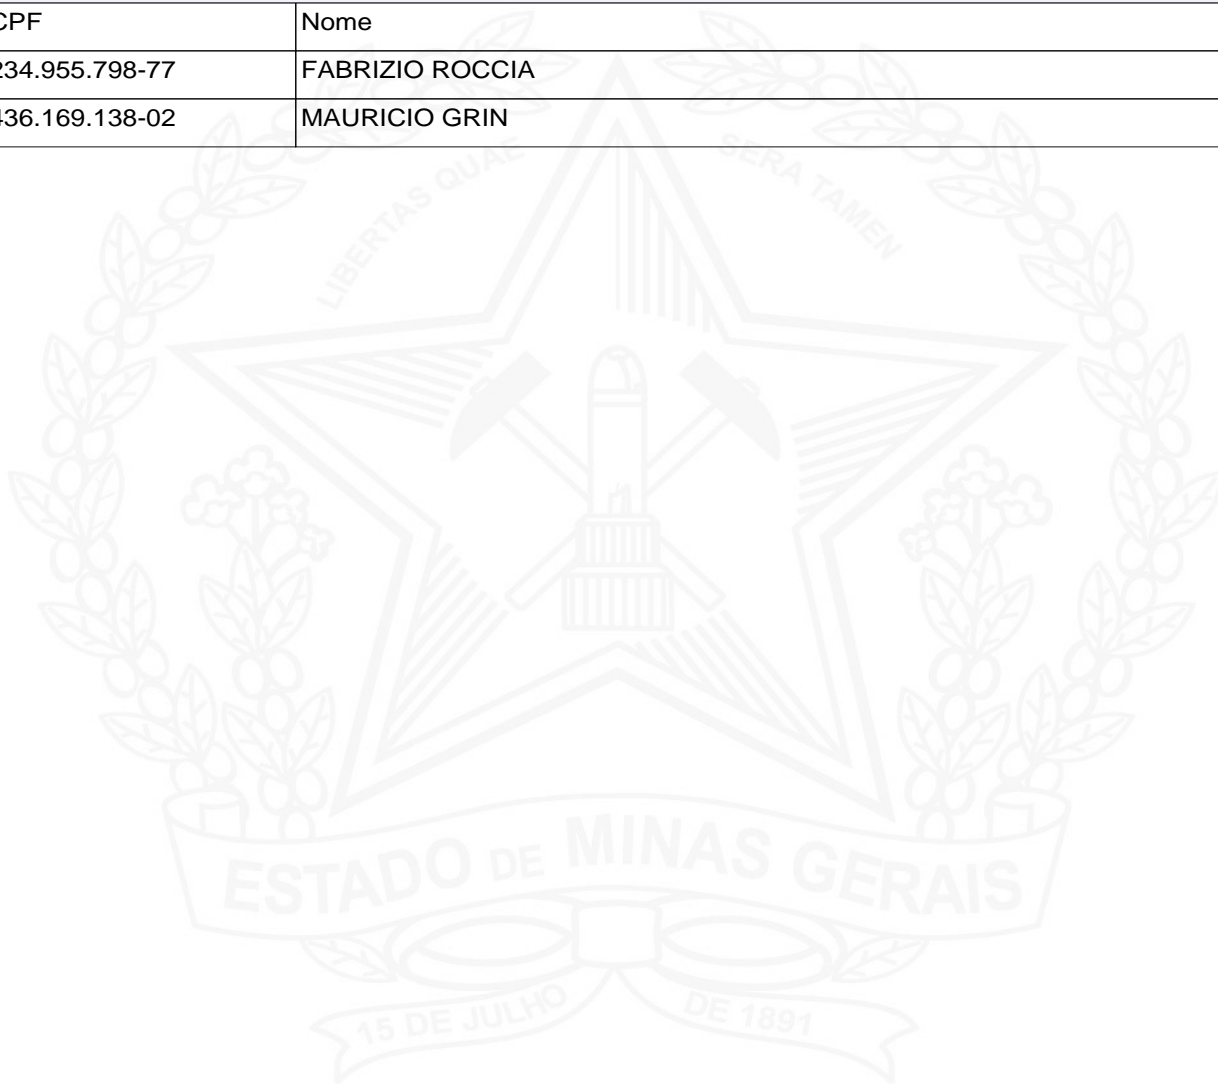 CPF Nome
234.955.798-77 FABRIZIO ROCCIA
436.169.138-02 MAURICIO GRIN
LIBERTAS QUAE SERA TAMEN
ESTADO DE MINAS GERAIS
15 DE JULHO DE 1891